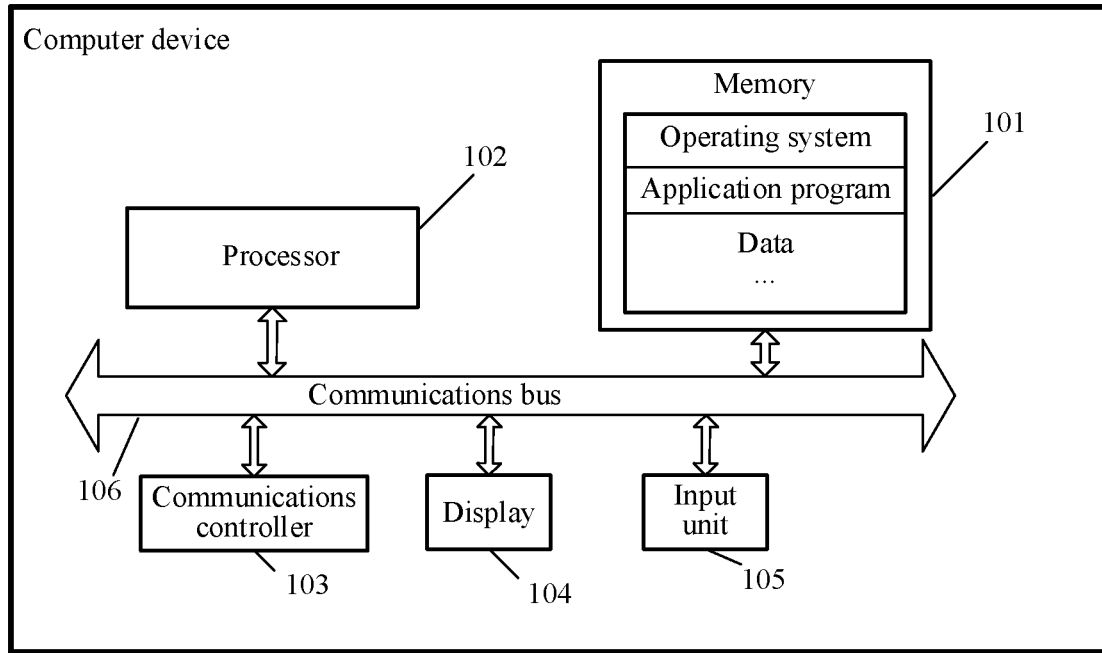 Computer device
Memory
Operating system
Application program
Data
...
101
102
Processor
Communications bus
106
Communications
controller
103
Display
104
Input
unit
105